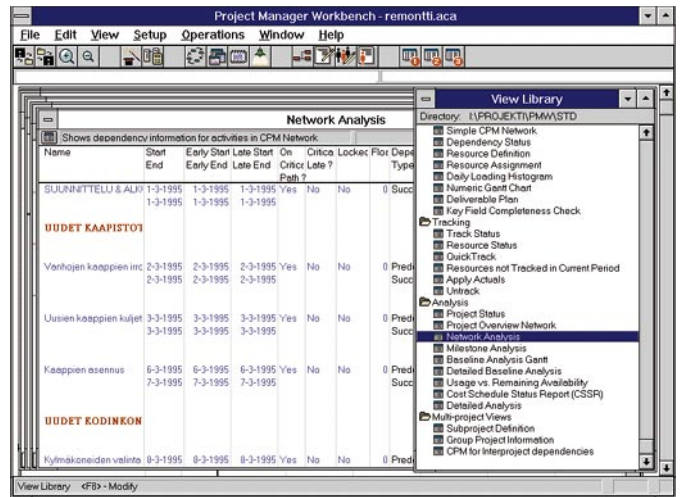 Project Manager Workbench - remontti.aca
File Edit View Setup Operations Window Help
View Library
Directory: I:\PROJEKTI\PMW\STD
Simple CPM Network
Dependency Status
Resource Definition
Resource Assignment
Daily Loading Histogram
Numeric Gantt Chart
Deliverable Plan
Key Field Completeness Check
Tracking
Track Status
Resource Status
QuickTrack
Resources not Tracked in Current Period
Apply Actuals
Untrack
Analysis
Project Status
Project Overview Network
Network Analysis
Milestone Analysis
Baseline Analysis Gantt
Detailed Baseline Analysis
Usage vs. Remaining Availability
Cost Schedule Status Report (CSSR)
Detailed Analysis
Multi-project Views
Subproject Definition
Group Project Information
CPM for Interproject dependencies
Network Analysis
Shows dependency information for activities in CPM Network
Name Start Early Start Late Start On Critica Locked Flo Depe
End Early End Late End Critica Late ? Type
Path ?
SUUNNITTELU & ALK 1-3-1995 1-3-1995 1-3-1995 Yes No No 0 Succ
1-3-1995 1-3-1995 1-3-1995
UUDET KAAPISTOT
Vanhojen kaappien irro 2-3-1995 2-3-1995 2-3-1995 Yes No No 0 Prede
2-3-1995 2-3-1995 2-3-1995 Succ
Uusien kaappien kuljet 3-3-1995 3-3-1995 3-3-1995 Yes No No 0 Prede
3-3-1995 3-3-1995 3-3-1995 Succ
Kaappien asennus 6-3-1995 6-3-1995 6-3-1995 Yes No No 0 Prede
7-3-1995 7-3-1995 7-3-1995 Succ
UUDET KODINKON
Kylmäkoneiden valinta 8-3-1995 8-3-1995 8-3-1995 Yes No No 0 Prede
View Library <F8> - Modify